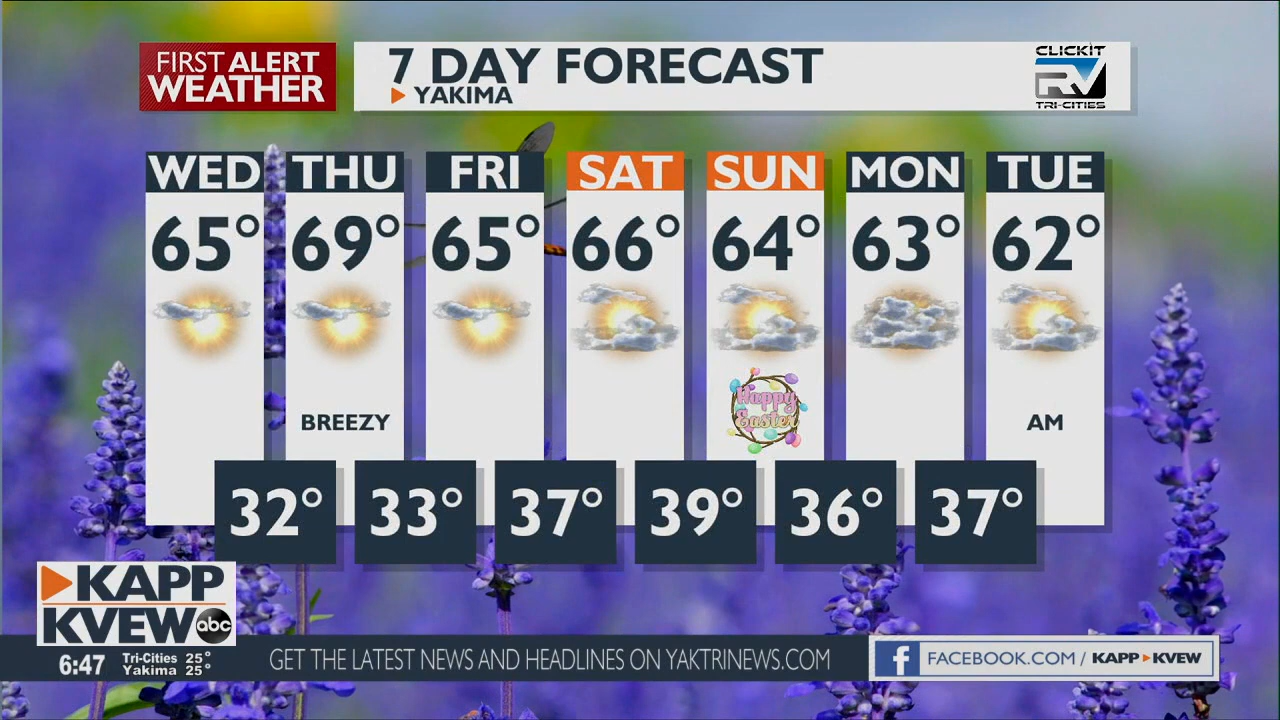 FIRST ALERT
WEATHER
7 DAY FORECAST
YAKIMA
CLICKIT
RV
TRI-CITIES
WED THU FRI SAT SUN MON TUE
65° 69° 65° 66° 64° 63° 62°
Happy
Easter
BREEZY AM
32° 33° 37° 39° 36° 37°
KAPP
KVEW abc
6:47 Tri-Cities 25°
Yakima 25°
GET THE LATEST NEWS AND HEADLINES ON YAKTRINEWS.COM
f FACEBOOK.COM / KAPP KVEW